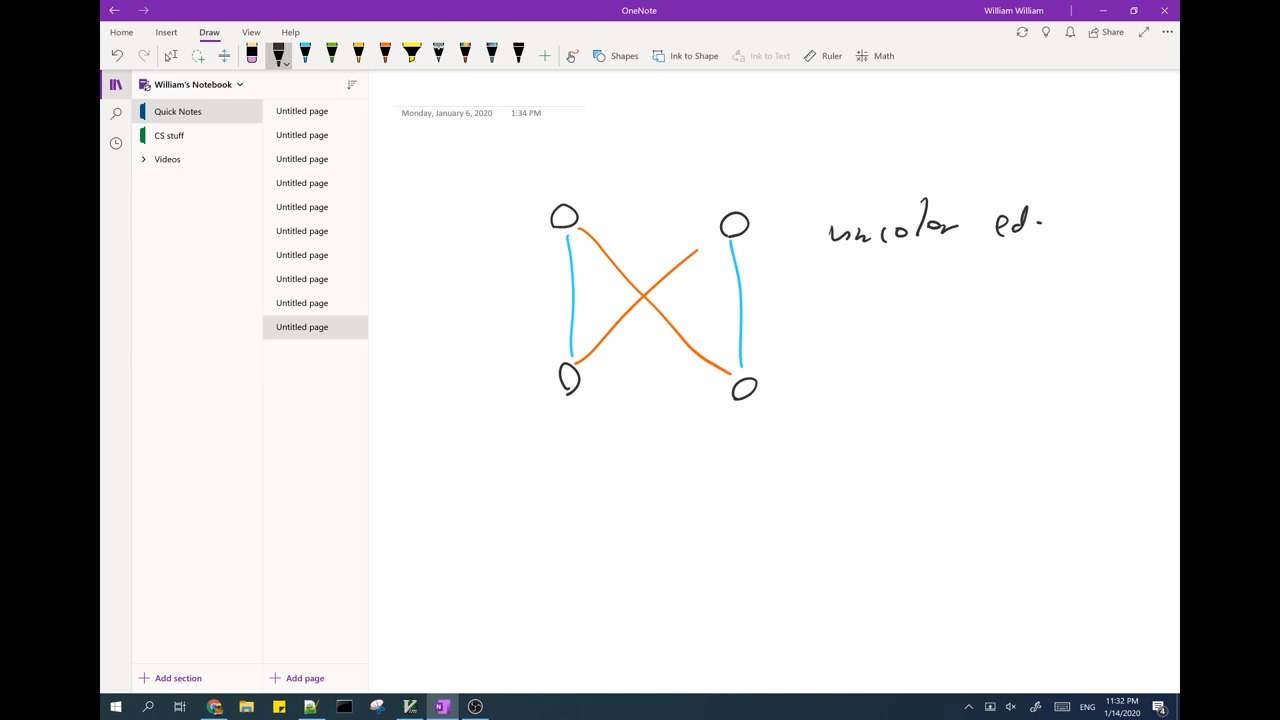 OneNote
William William
Home
Insert
Draw
View
Help
Share
Shapes
Ink to Shape
Ink to Text
Ruler
Math
William's Notebook
Quick Notes
CS stuff
Videos
Untitled page
Untitled page
Untitled page
Untitled page
Untitled page
Untitled page
Untitled page
Untitled page
Untitled page
Untitled page
Monday, January 6, 2020 1:34 PM
uncolor ed.
Add section
Add page
ENG
11:32 PM
1/14/2020
4